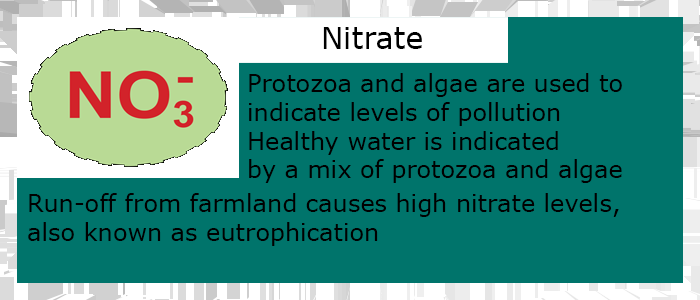 Nitrate
NO₃⁻
Protozoa and algae are used to
indicate levels of pollution
Healthy water is indicated
by a mix of protozoa and algae
Run-off from farmland causes high nitrate levels,
also known as eutrophication